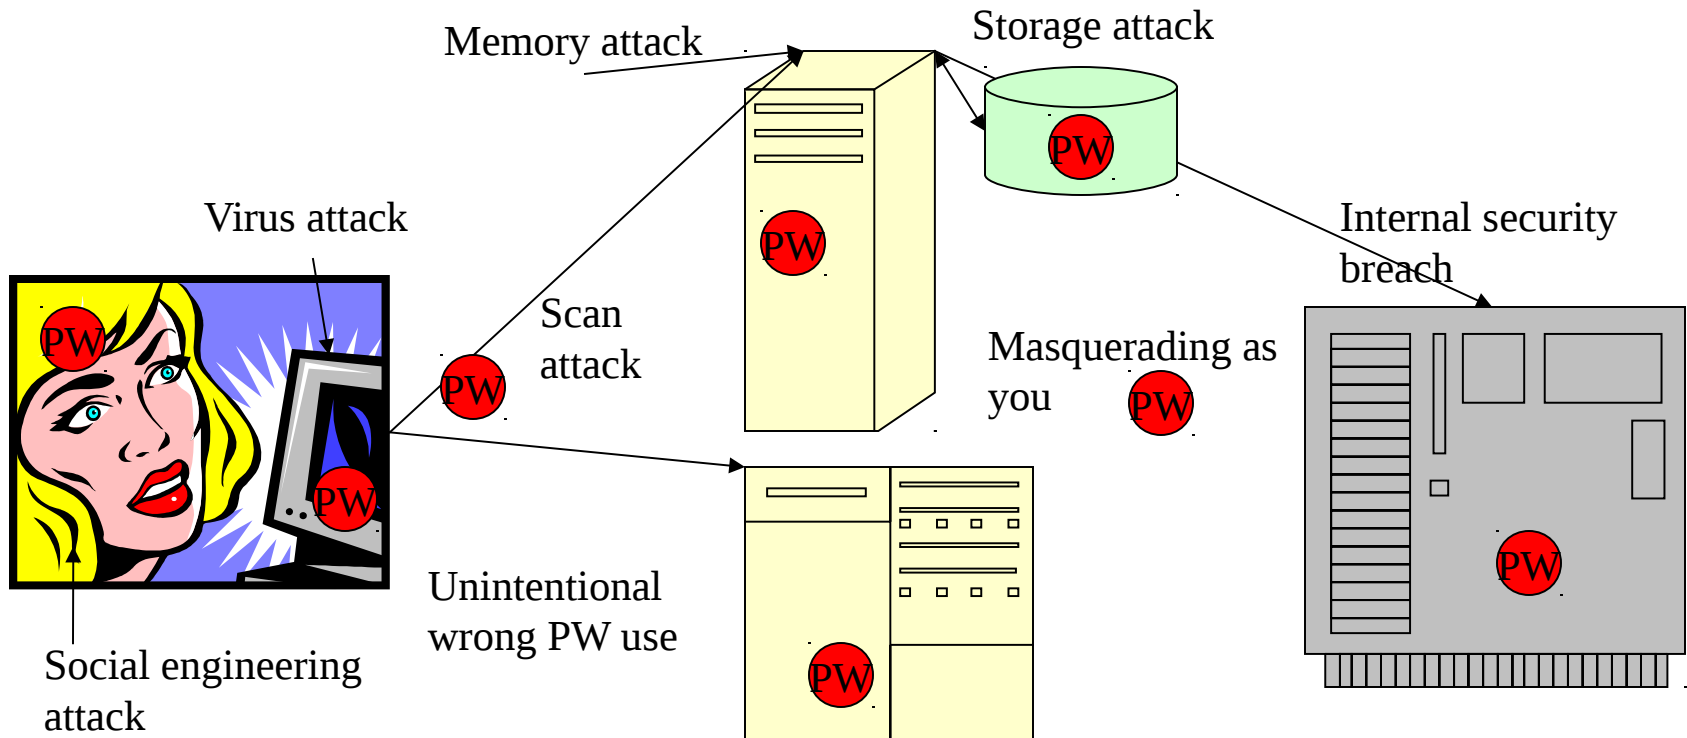 Memory attack
Storage attack
PW
Virus attack
Internal security
breach
PW
Scan
attack
PW
PW
Masquerading as
you
PW
PW
PW
Unintentional
wrong PW use
PW
Social engineering
attack